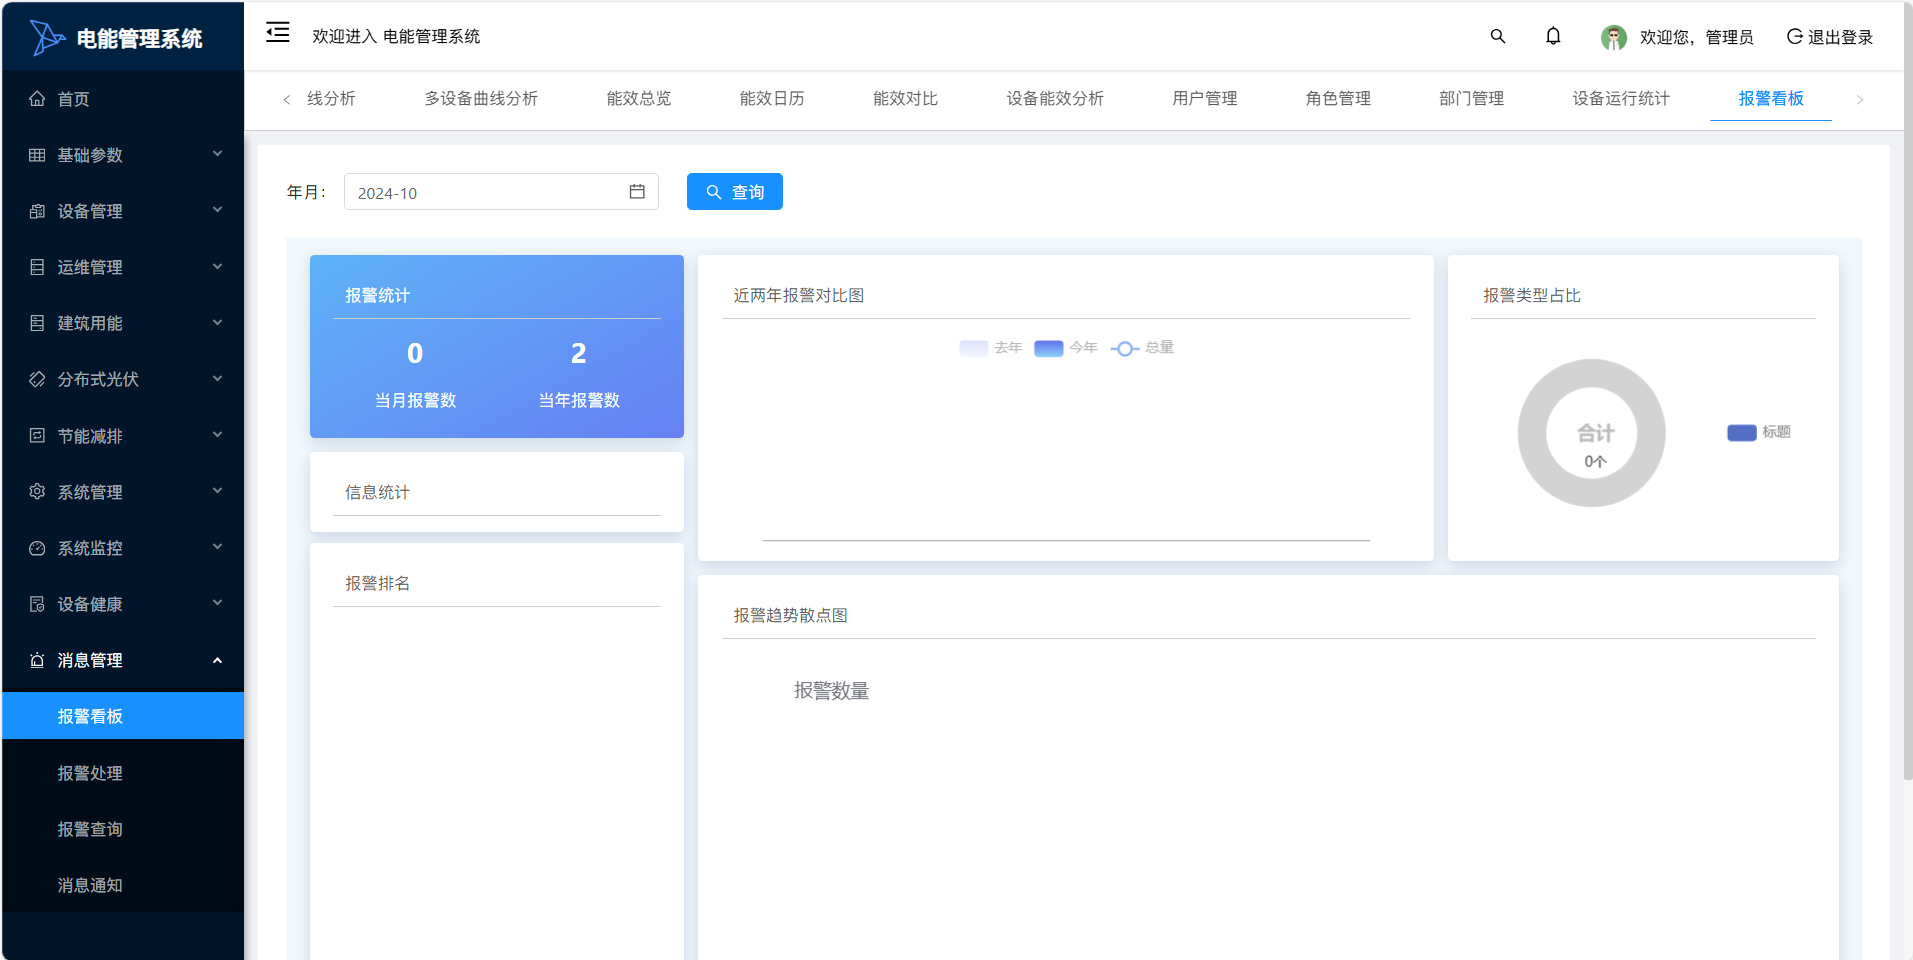 电能管理系统
欢迎进入 电能管理系统
欢迎您，管理员
退出登录
首页
基础参数
设备管理
运维管理
建筑用能
分布式光伏
节能减排
系统管理
系统监控
设备健康
消息管理
报警看板
报警处理
报警查询
消息通知
线分析
多设备曲线分析
能效总览
能效日历
能效对比
设备能效分析
用户管理
角色管理
部门管理
设备运行统计
报警看板
年月：
2024-10
查询
报警统计
0
2
当月报警数
当年报警数
信息统计
报警排名
近两年报警对比图
去年
今年
总量
报警类型占比
合计
0个
标题
报警趋势散点图
报警数量